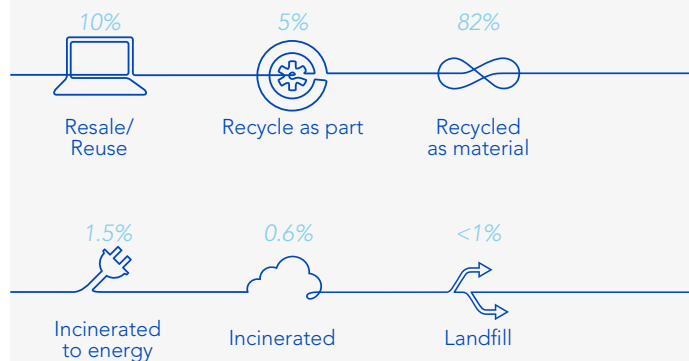 10% 5% 82%
Resale/ Recycle as part Recycled
Reuse as material
1.5% 0.6% <1%
Incinerated Incinerated Landfill
to energy